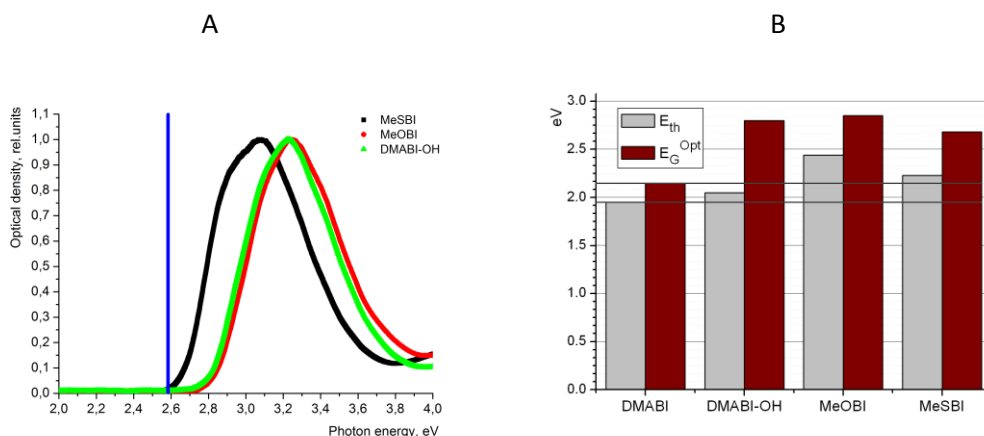 A
B
1,1
1,0
0,9
0,8
0,7
0,6
0,5
0,4
0,3
0,2
0,1
0,0
Optical density, rel.units
MeSBI
MeOBI
DMABI-OH
2,0 2,2 2,4 2,6 2,8 3,0 3,2 3,4 3,6 3,8 4,0
Photon energy, eV
3.0
2.5
2.0
1.5
1.0
0.5
0.0
eV
E_th
E_G^Opt
DMABI DMABI-OH MeOBI MeSBI